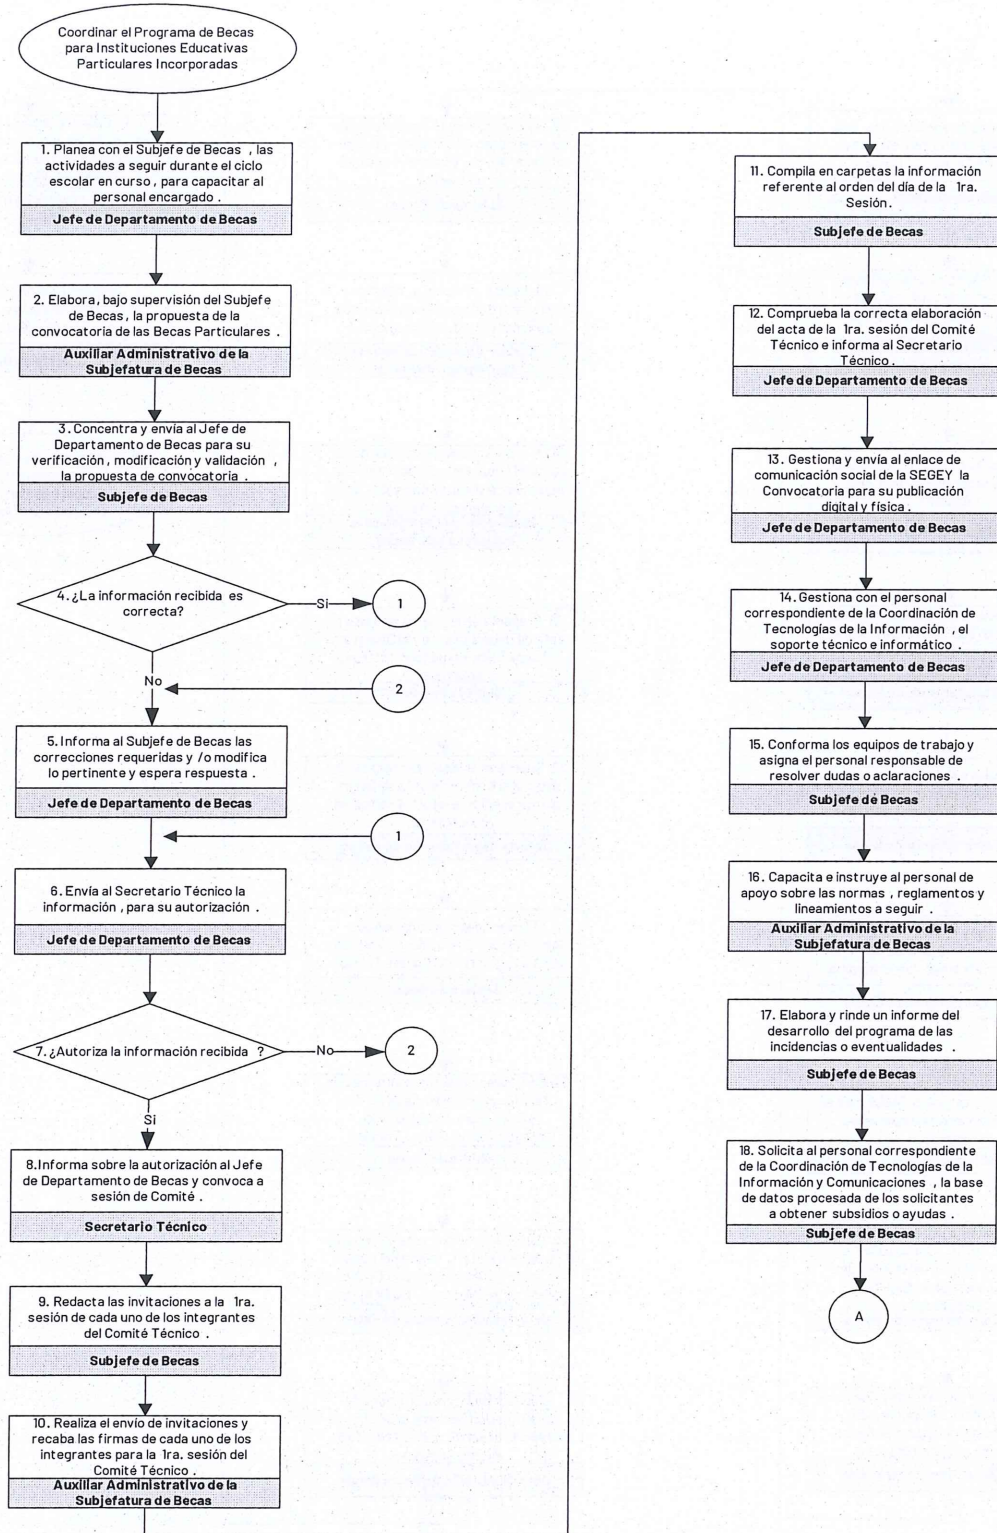 Coordinar el Programa de Becas
para Instituciones Educativas
Particulares Incorporadas
1. Planea con el Subjefe de Becas , las
actividades a seguir durante el ciclo
escolar en curso , para capacitar al
personal encargado .
Jefe de Departamento de Becas
2. Elabora, bajo supervisión del Subjefe
de Becas, la propuesta de la
convocatoria de las Becas Particulares .
Auxiliar Administrativo de la
Subjefatura de Becas
3. Concentra y envía al Jefe de
Departamento de Becas para su
verificación , modificación y validación ,
la propuesta de convocatoria .
Subjefe de Becas
4. ¿La información recibida es
correcta?
Si
1
No
2
5. Informa al Subjefe de Becas las
correcciones requeridas y /o modifica
lo pertinente y espera respuesta .
Jefe de Departamento de Becas
1
6. Envía al Secretario Técnico la
información , para su autorización .
Jefe de Departamento de Becas
7. ¿Autoriza la información recibida ?
No
2
Si
8.Informa sobre la autorización al Jefe
de Departamento de Becas y convoca a
sesión de Comité .
Secretario Técnico
9. Redacta las invitaciones a la 1ra.
sesión de cada uno de los integrantes
del Comité Técnico .
Subjefe de Becas
10. Realiza el envío de invitaciones y
recaba las firmas de cada uno de los
integrantes para la 1ra. sesión del
Comité Técnico .
Auxiliar Administrativo de la
Subjefatura de Becas
11. Compila en carpetas la información
referente al orden del día de la 1ra.
Sesión.
Subjefe de Becas
12. Comprueba la correcta elaboración
del acta de la 1ra. sesión del Comité
Técnico e informa al Secretario
Técnico .
Jefe de Departamento de Becas
13. Gestiona y envía al enlace de
comunicación social de la SEGEY la
Convocatoria para su publicación
digital y física .
Jefe de Departamento de Becas
14. Gestiona con el personal
correspondiente de la Coordinación de
Tecnologías de la Información , el
soporte técnico e informático .
Jefe de Departamento de Becas
15. Conforma los equipos de trabajo y
asigna el personal responsable de
resolver dudas o aclaraciones .
Subjefe de Becas
16. Capacita e instruye al personal de
apoyo sobre las normas , reglamentos y
lineamientos a seguir .
Auxiliar Administrativo de la
Subjefatura de Becas
17. Elabora y rinde un informe del
desarrollo del programa de las
incidencias o eventualidades .
Subjefe de Becas
18. Solicita al personal correspondiente
de la Coordinación de Tecnologías de la
Información y Comunicaciones , la base
de datos procesada de los solicitantes
a obtener subsidios o ayudas .
Subjefe de Becas
A